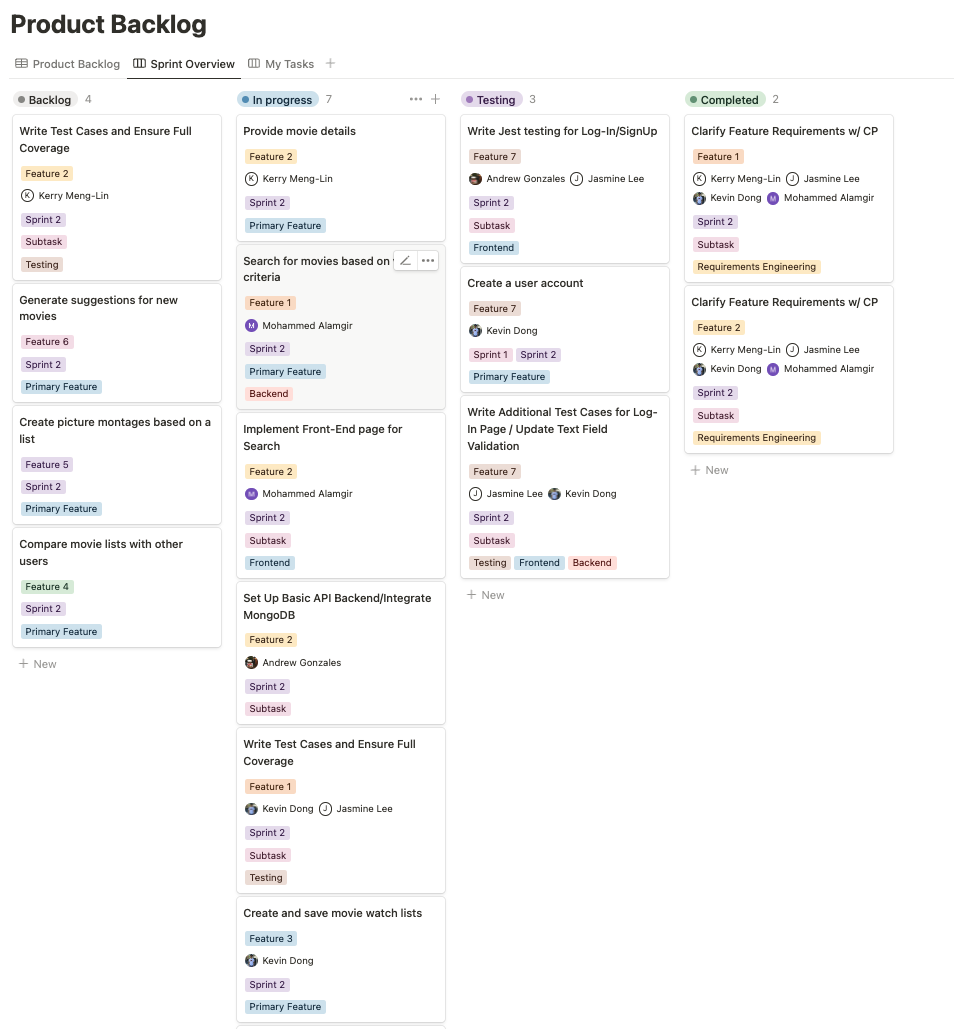 Product Backlog
Product Backlog
Sprint Overview
My Tasks
Backlog 4
Write Test Cases and Ensure Full
Coverage
Feature 2
K Kerry Meng-Lin
Sprint 2
Subtask
Testing
Generate suggestions for new
movies
Feature 6
Sprint 2
Primary Feature
Create picture montages based on a
list
Feature 5
Sprint 2
Primary Feature
Compare movie lists with other
users
Feature 4
Sprint 2
Primary Feature
+ New
In progress 7
Provide movie details
Feature 2
K Kerry Meng-Lin
Sprint 2
Primary Feature
Search for movies based on
criteria
Feature 1
M Mohammed Alamgir
Sprint 2
Primary Feature
Backend
Implement Front-End page for
Search
Feature 2
M Mohammed Alamgir
Sprint 2
Subtask
Frontend
Set Up Basic API Backend/Integrate
MongoDB
Feature 2
Andrew Gonzales
Sprint 2
Subtask
Write Test Cases and Ensure Full
Coverage
Feature 1
Kevin Dong J Jasmine Lee
Sprint 2
Subtask
Testing
Create and save movie watch lists
Feature 3
Kevin Dong
Sprint 2
Primary Feature
Testing 3
Write Jest testing for Log-In/SignUp
Feature 7
Andrew Gonzales J Jasmine Lee
Sprint 2
Subtask
Frontend
Create a user account
Feature 7
Kevin Dong
Sprint 1 Sprint 2
Primary Feature
Write Additional Test Cases for Log-
In Page / Update Text Field
Validation
Feature 7
J Jasmine Lee Kevin Dong
Sprint 2
Subtask
Testing Frontend Backend
+ New
Completed 2
Clarify Feature Requirements w/ CP
Feature 1
K Kerry Meng-Lin J Jasmine Lee
Kevin Dong M Mohammed Alamgir
Sprint 2
Subtask
Requirements Engineering
Clarify Feature Requirements w/ CP
Feature 2
K Kerry Meng-Lin J Jasmine Lee
Kevin Dong M Mohammed Alamgir
Sprint 2
Subtask
Requirements Engineering
+ New